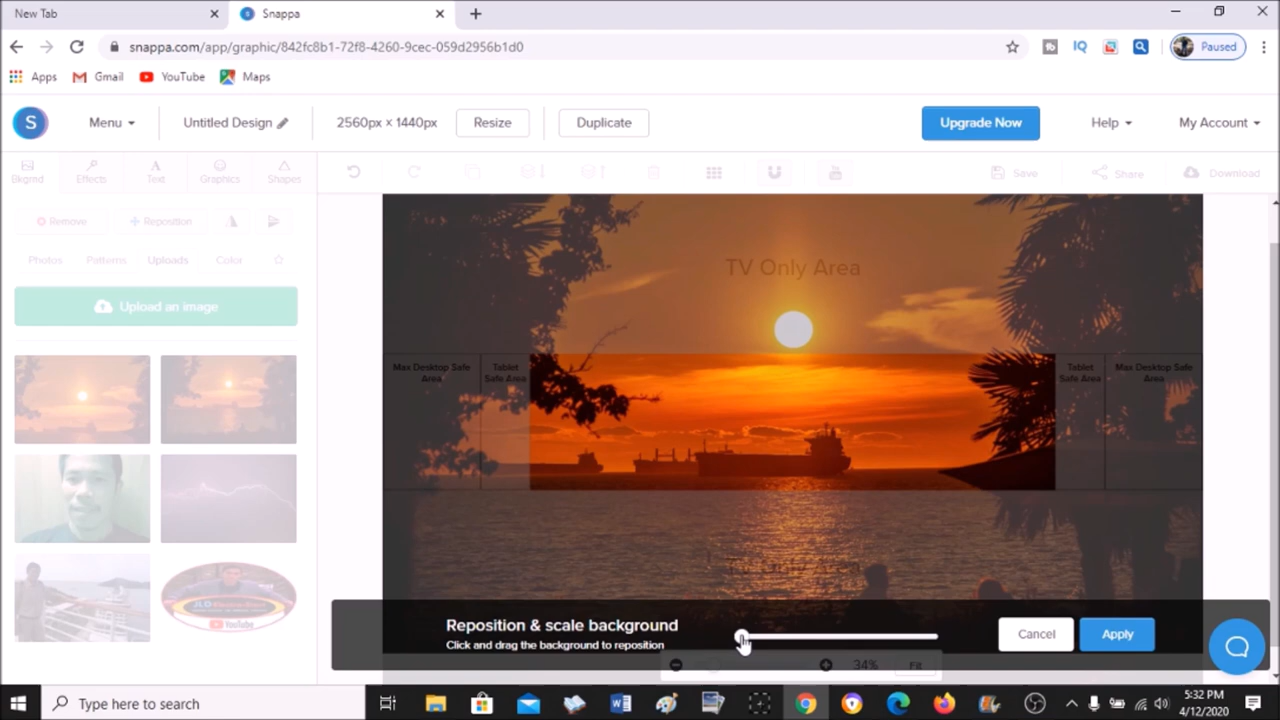 New Tab
Snappa
snappa.com/app/graphic/842fc8b1-72f8-4260-9cec-059d2956b1d0
IQ
Paused
Apps
Gmail
YouTube
Maps
S
Menu
Untitled Design
2560px × 1440px
Resize
Duplicate
Upgrade Now
Help
My Account
Bkgrnd
Effects
Text
Graphics
Shapes
Save
Share
Download
Remove
Reposition
Photos
Patterns
Uploads
Color
Upload an image
TV Only Area
Max Desktop Safe
Area
Tablet
Safe Area
Tablet
Safe Area
Max Desktop Safe
Area
YouTube
Reposition & scale background
Click and drag the background to reposition
Cancel
Apply
34%
Fit
Type here to search
5:32 PM
4/12/2020